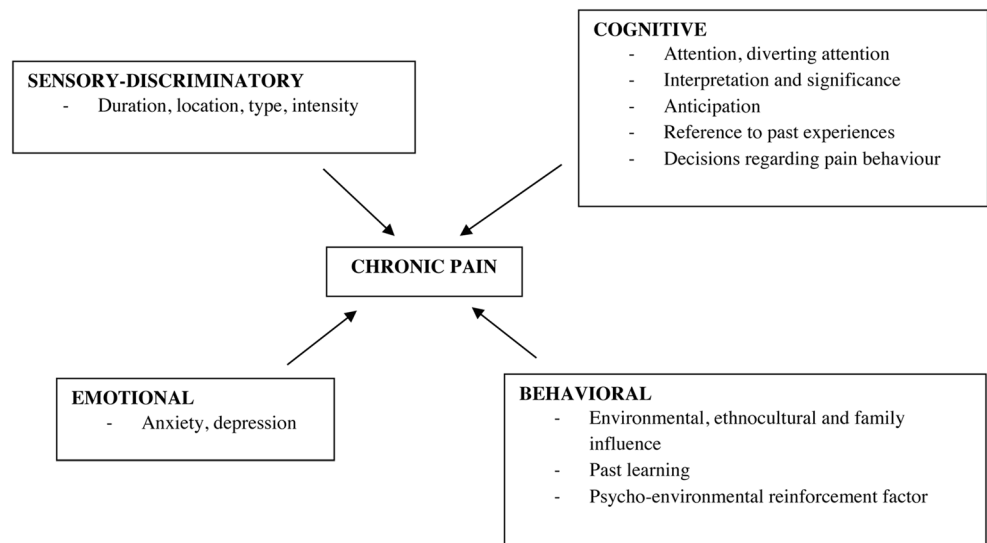 SENSORY-DISCRIMINATORY
- Duration, location, type, intensity
COGNITIVE
- Attention, diverting attention
- Interpretation and significance
- Anticipation
- Reference to past experiences
- Decisions regarding pain behaviour
CHRONIC PAIN
EMOTIONAL
- Anxiety, depression
BEHAVIORAL
- Environmental, ethnocultural and family
influence
- Past learning
- Psycho-environmental reinforcement factor